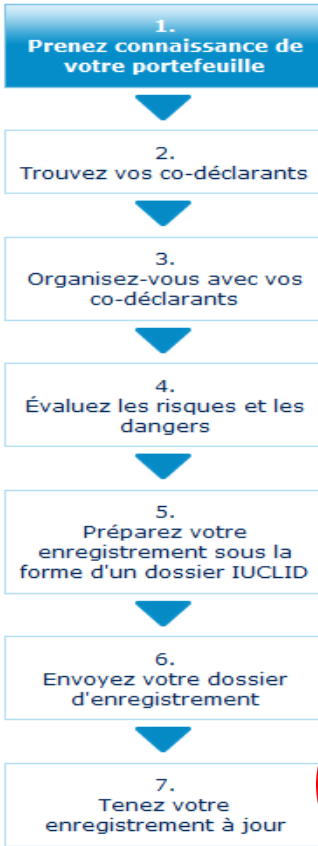 1.
Prenez connaissance de
votre portefeuille
2.
Trouvez vos co-déclarants
3.
Organisez-vous avec vos
co-déclarants
4.
Évaluez les risques et les
dangers
5.
Préparez votre
enregistrement sous la
forme d'un dossier IUCLID
6.
Envoyez votre dossier
d'enregistrement
7.
Tenez votre
enregistrement à jour